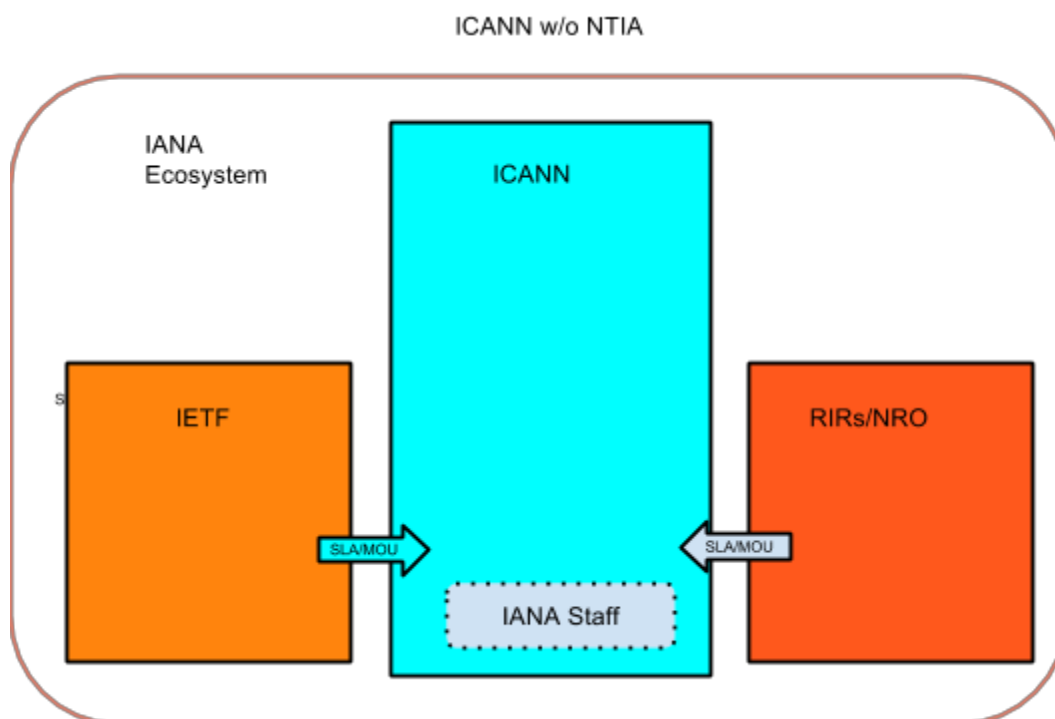 ICANN w/o NTIA
IANA
Ecosystem
ICANN
S
IETF
RIRs/NRO
SLA/MOU
SLA/MOU
IANA Staff